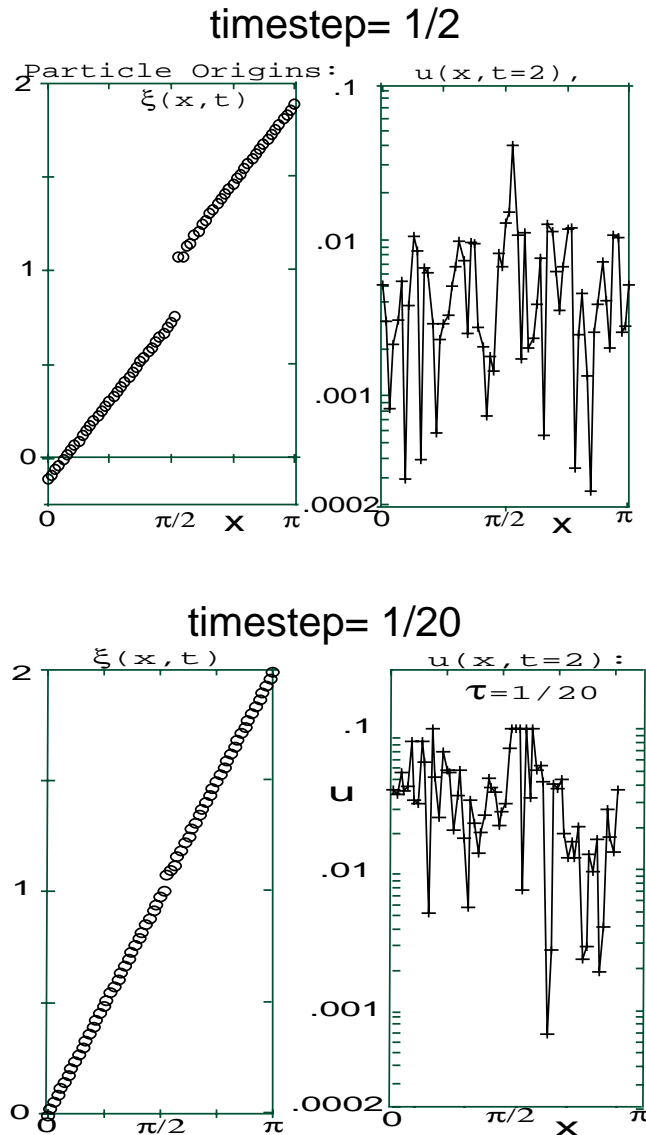 timestep= 1/2
Particle Origins:
ξ(x,t)
2
1
0
0
π/2
x
π
u(x,t=2),
.1
.01
.001
.0002
0
π/2
x
π
timestep= 1/20
ξ(x,t)
2
1
0
0
π/2
π
u(x,t=2):
τ=1/20
.1
u
.01
.001
.0002
0
π/2
x
π